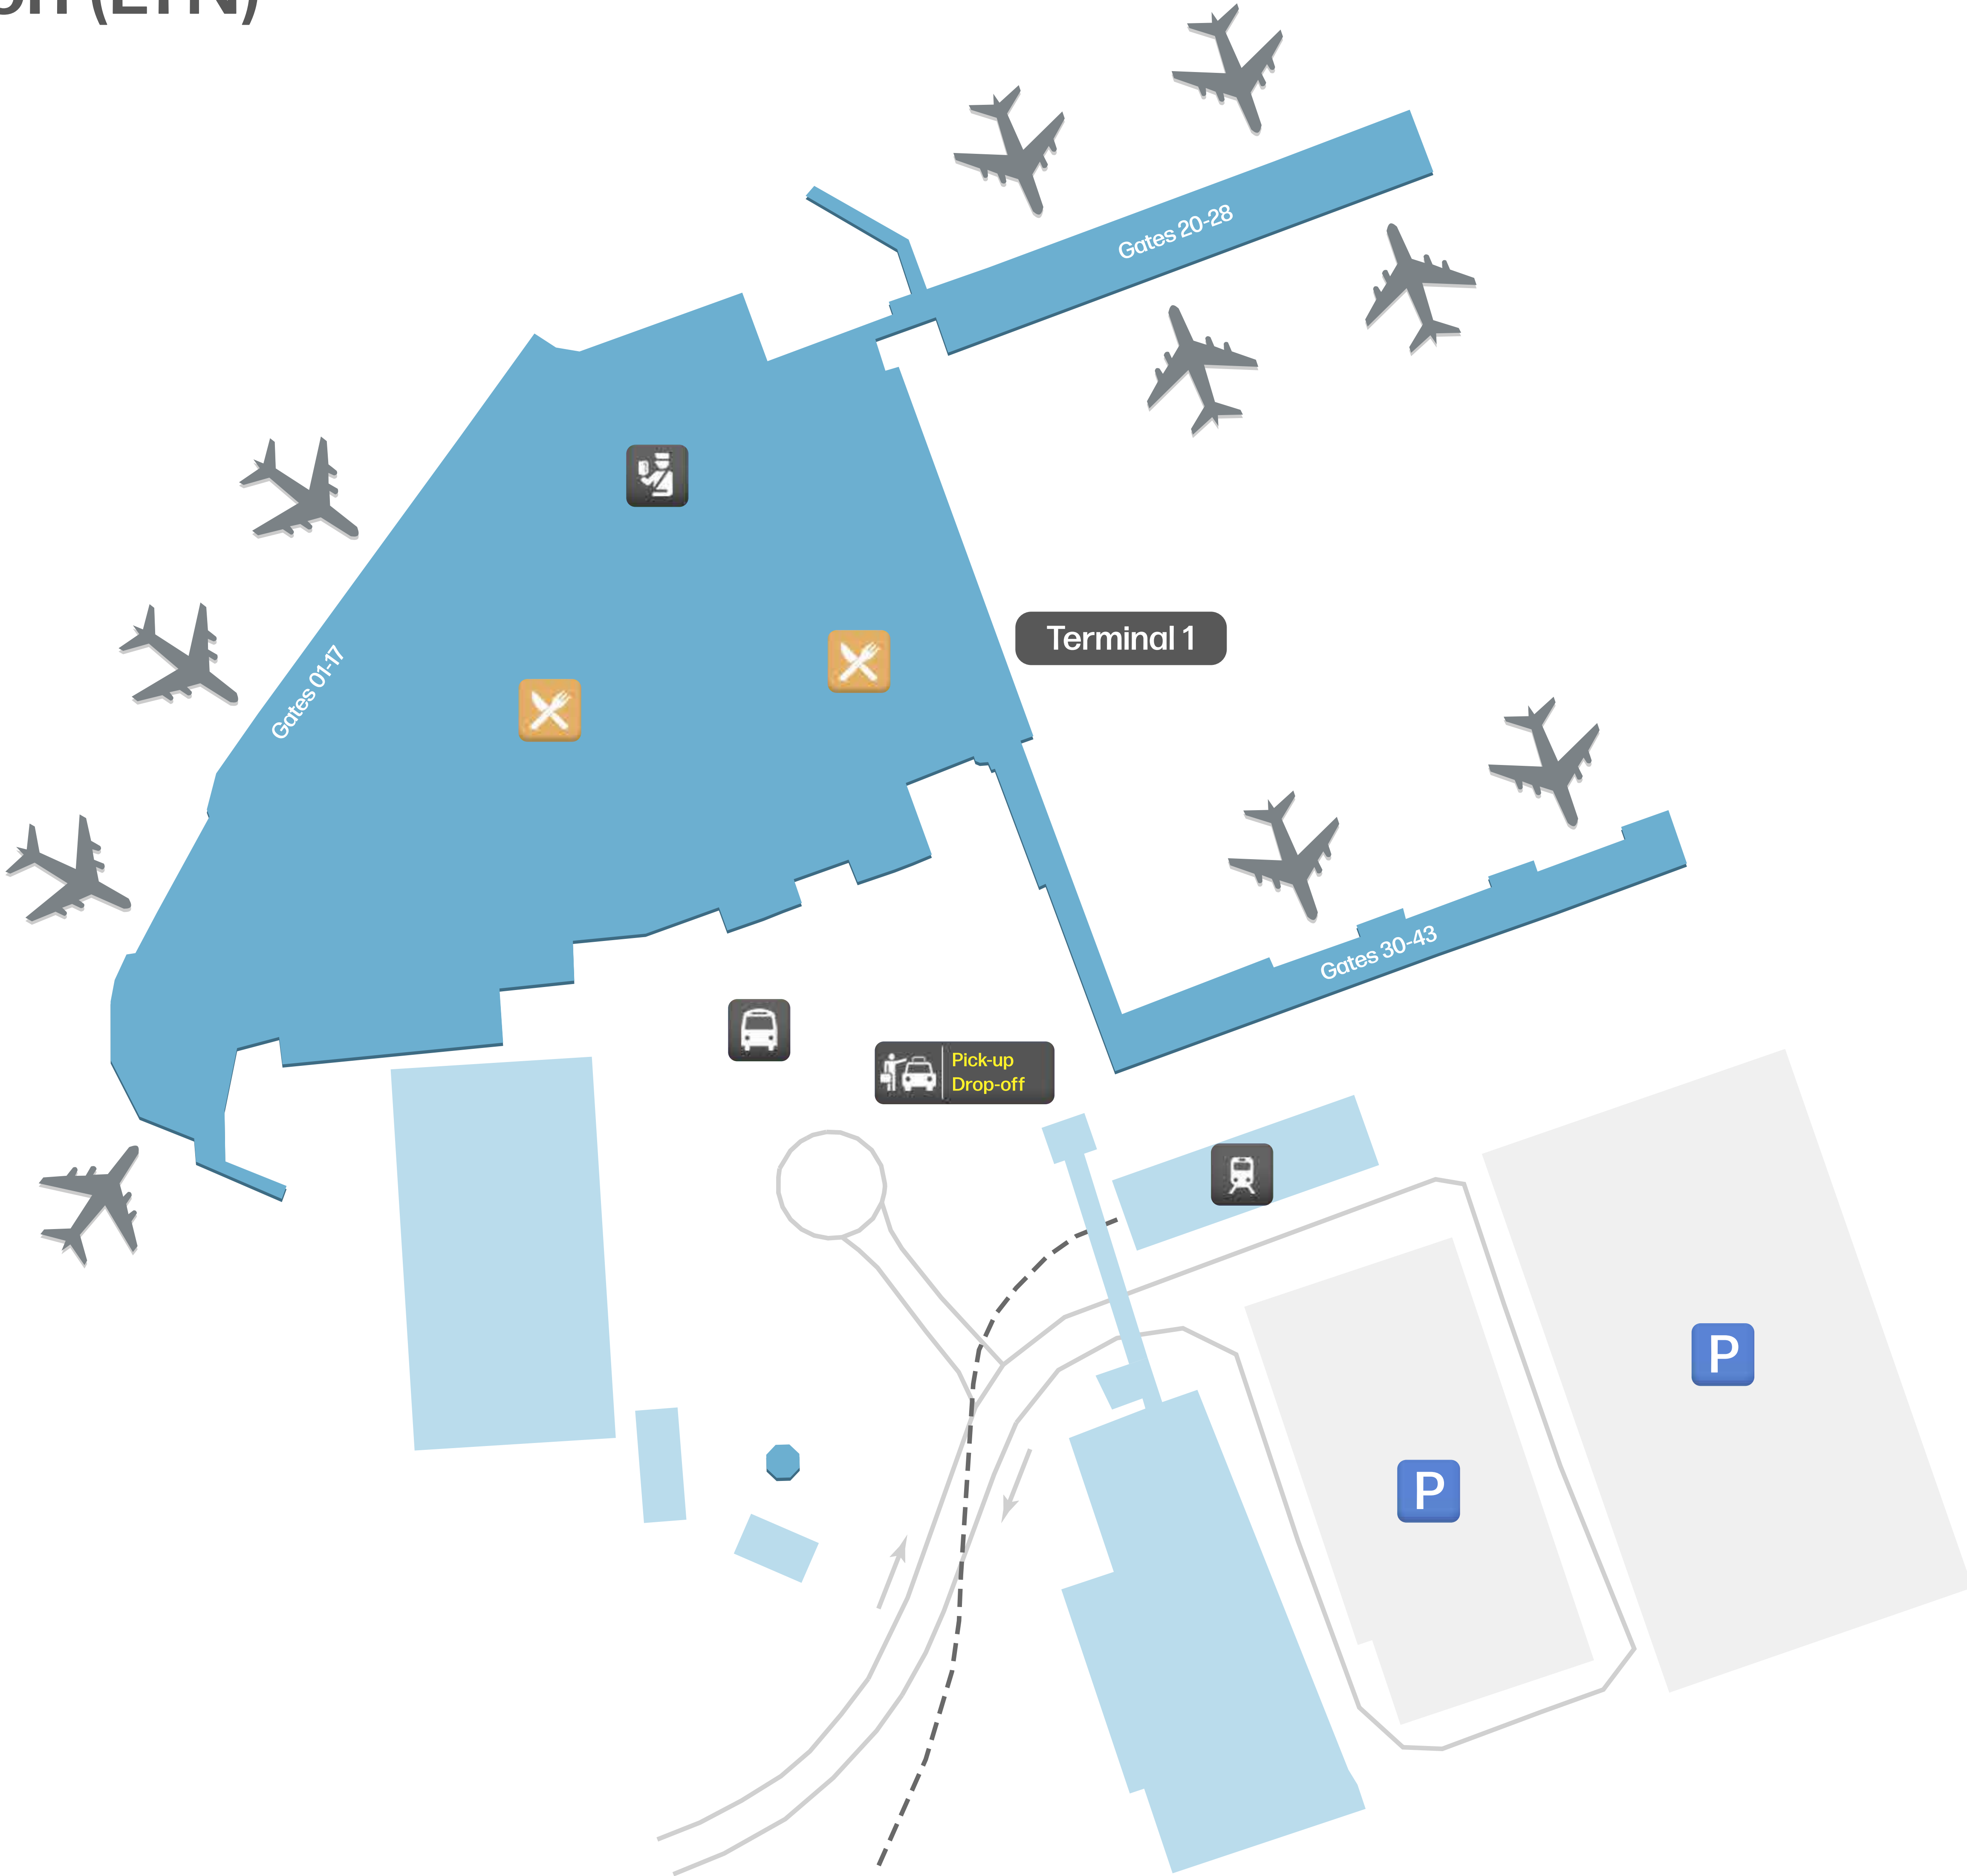 Gates 20-28
Terminal 1
Gates 01-17
Gates 30-43
Pick-up
Drop-off
P
P